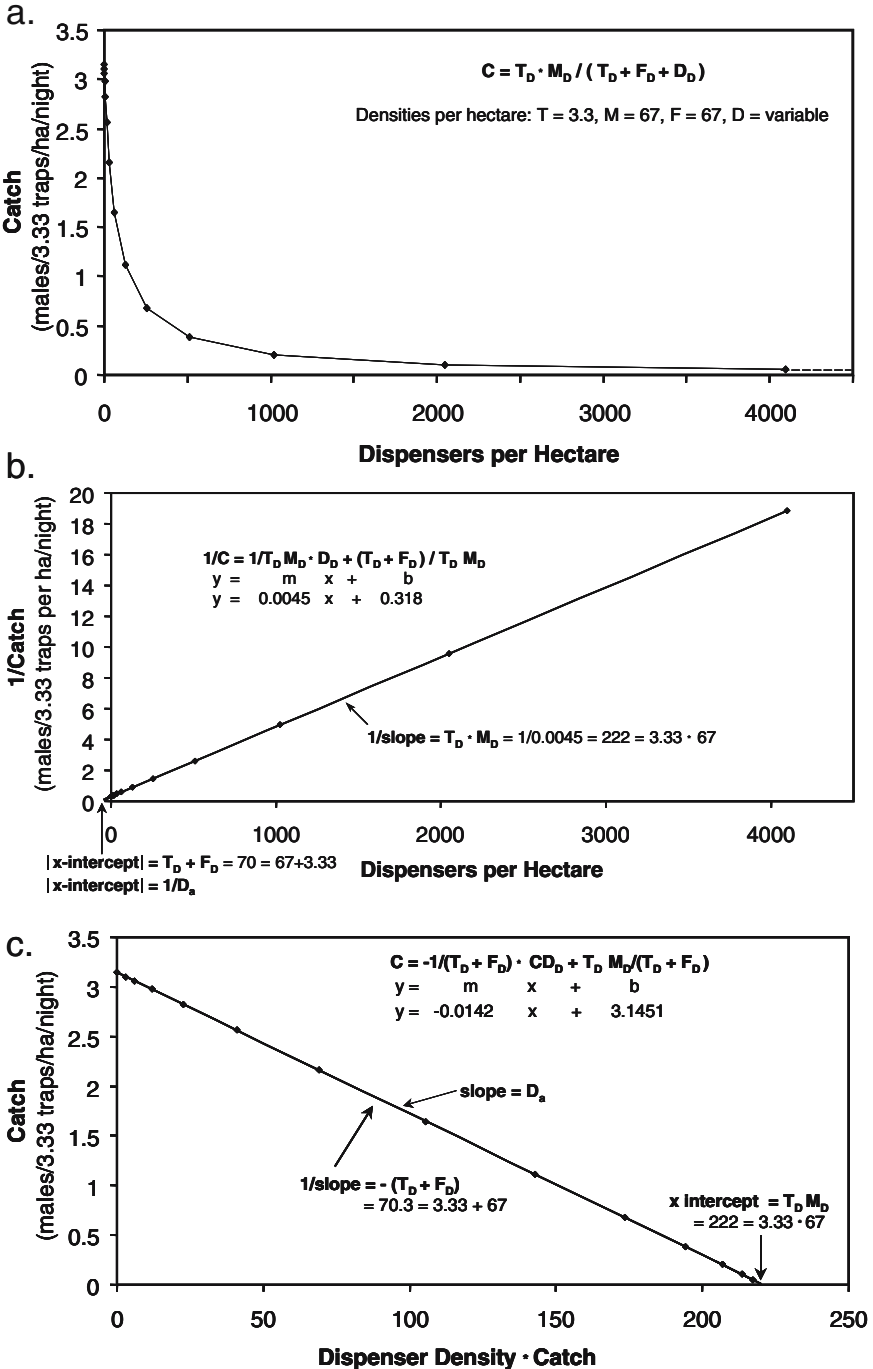 a.
3.5
3
2.5
2
1.5
1
0.5
0
Catch
(males/3.33 traps/ha/night)
C = T_D · M_D / ( T_D + F_D + D_D )
Densities per hectare: T = 3.3, M = 67, F = 67, D = variable
0 1000 2000 3000 4000
Dispensers per Hectare
b.
20
18
16
14
12
10
8
6
4
2
0
1/Catch
(males/3.33 traps per ha/night)
1/C = 1/T_D M_D · D_D + (T_D + F_D) / T_D M_D
y = m x + b
y = 0.0045 x + 0.318
1/slope = T_D · M_D = 1/0.0045 = 222 = 3.33 · 67
0 1000 2000 3000 4000
|x-intercept| = T_D + F_D = 70 = 67+3.33
|x-intercept| = 1/D_a
Dispensers per Hectare
c.
3.5
3
2.5
2
1.5
1
0.5
0
Catch
(males/3.33 traps/ha/night)
C = -1/(T_D + F_D) · CD_D + T_D M_D/(T_D + F_D)
y = m x + b
y = -0.0142 x + 3.1451
slope = D_a
1/slope = - (T_D + F_D)
= 70.3 = 3.33 + 67
x intercept = T_D M_D
= 222 = 3.33 · 67
0 50 100 150 200 250
Dispenser Density · Catch